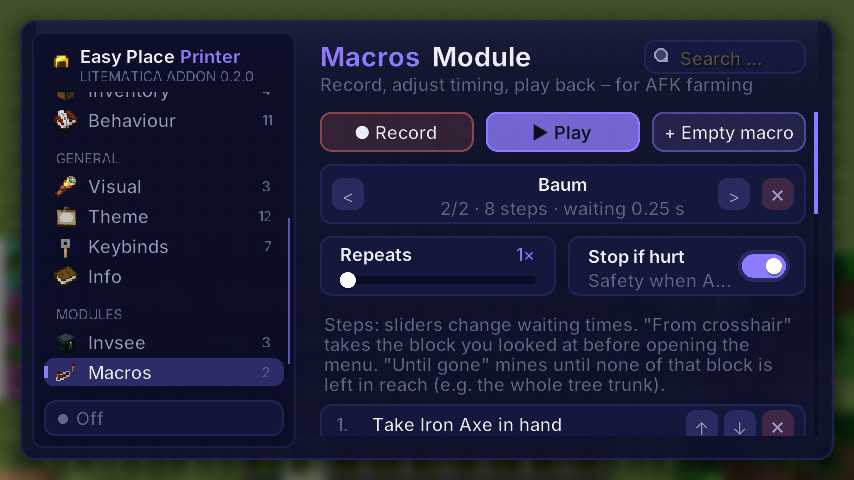 Easy Place Printer
LITEMATICA ADDON 0.2.0
Inventory 4
Behaviour 11
GENERAL
Visual 3
Theme 12
Keybinds 7
Info
MODULES
Invsee 3
Macros 2
Off
Macros Module
Search ...
Record, adjust timing, play back – for AFK farming
Record
Play
+ Empty macro
<
Baum
2/2 · 8 steps · waiting 0.25 s
>
×
Repeats 1×
Stop if hurt
Safety when A...
Steps: sliders change waiting times. "From crosshair"
takes the block you looked at before opening the
menu. "Until gone" mines until none of that block is
left in reach (e.g. the whole tree trunk).
1. Take Iron Axe in hand ↑ ↓ ×